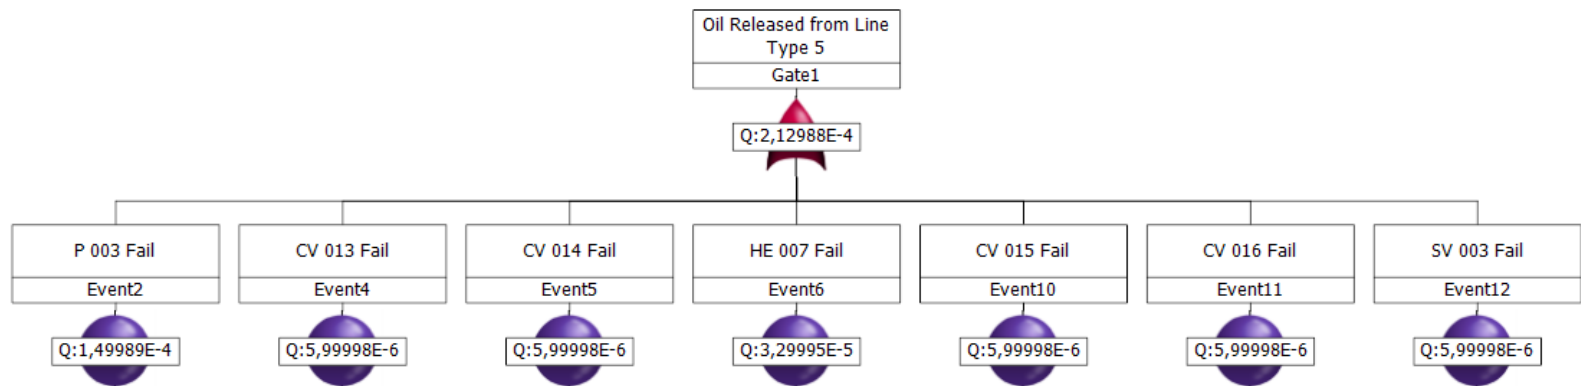 Oil Released from Line
Type 5
Gate1
Q:2,12988E-4
P 003 Fail
CV 013 Fail
CV 014 Fail
HE 007 Fail
CV 015 Fail
CV 016 Fail
SV 003 Fail
Event2
Event4
Event5
Event6
Event10
Event11
Event12
Q:1,49989E-4
Q:5,99998E-6
Q:5,99998E-6
Q:3,29995E-5
Q:5,99998E-6
Q:5,99998E-6
Q:5,99998E-6